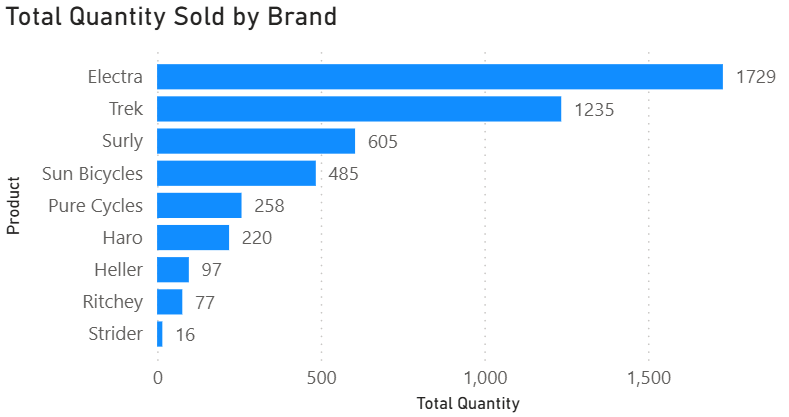 Total Quantity Sold by Brand
Product
Electra 1729
Trek 1235
Surly 605
Sun Bicycles 485
Pure Cycles 258
Haro 220
Heller 97
Ritchey 77
Strider 16
0 500 1,000 1,500
Total Quantity